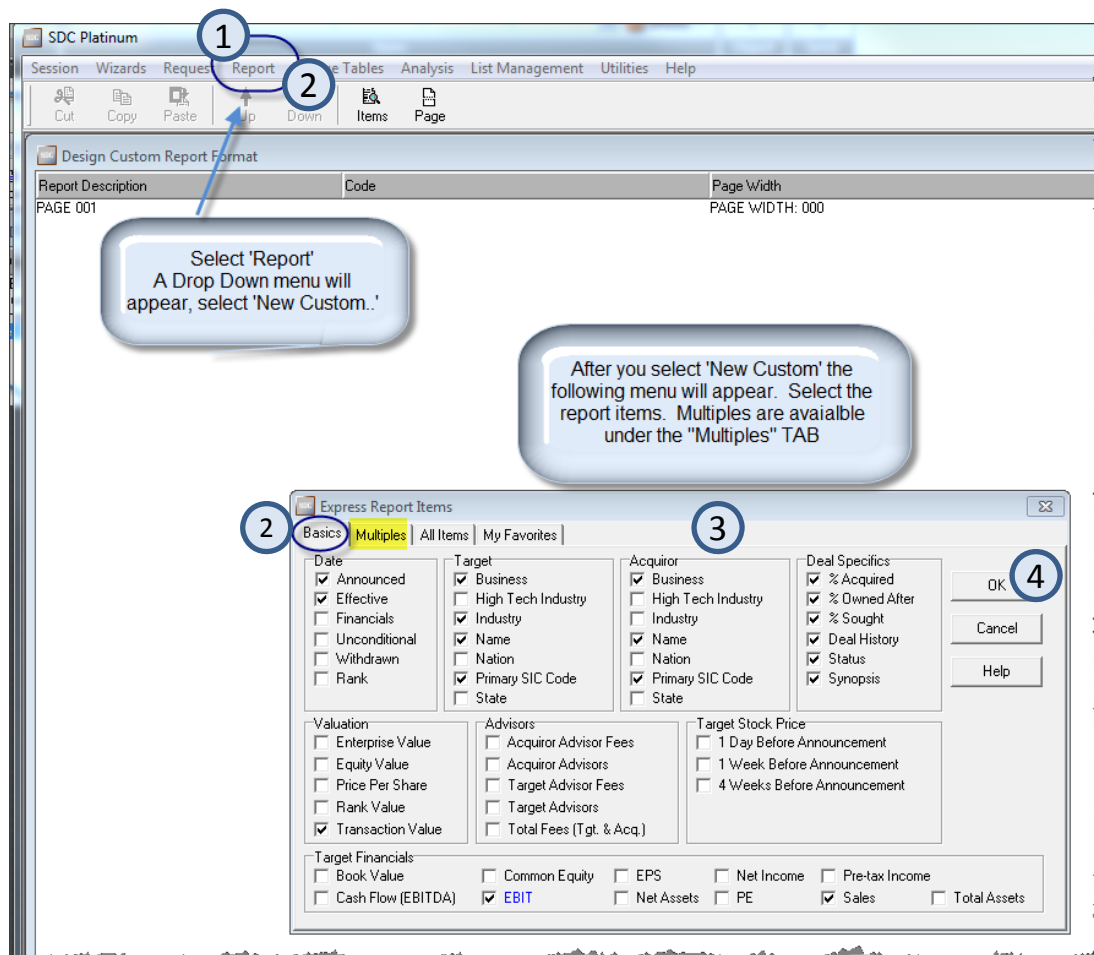 SDC Platinum
1
Session Wizards Reques Report e Tables Analysis List Management Utilities Help
2
Cut Copy Paste Up Down Items Page
Design Custom Report Format
Report Description Code Page Width
PAGE 001 PAGE WIDTH: 000
Select 'Report'
A Drop Down menu will
appear, select 'New Custom..'
After you select 'New Custom' the
following menu will appear. Select the
report items. Multiples are avaialble
under the "Multiples" TAB
Express Report Items
2 Basics Multiples All Items My Favorites 3
Date Target Acquiror Deal Specifics
Announced Business Business % Acquired
OK 4
Effective High Tech Industry High Tech Industry % Owned After
Financials Industry Industry % Sought
Cancel
Unconditional Name Name Deal History
Withdrawn Nation Nation Status
Help
Rank Primary SIC Code Primary SIC Code Synopsis
State State
Valuation Advisors Target Stock Price
Enterprise Value Acquiror Advisor Fees 1 Day Before Announcement
Equity Value Acquiror Advisors 1 Week Before Announcement
Price Per Share Target Advisor Fees 4 Weeks Before Announcement
Rank Value Target Advisors
Transaction Value Total Fees (Tgt. & Acq.)
Target Financials
Book Value Common Equity EPS Net Income Pre-tax Income
Cash Flow (EBITDA) EBIT Net Assets PE Sales Total Assets